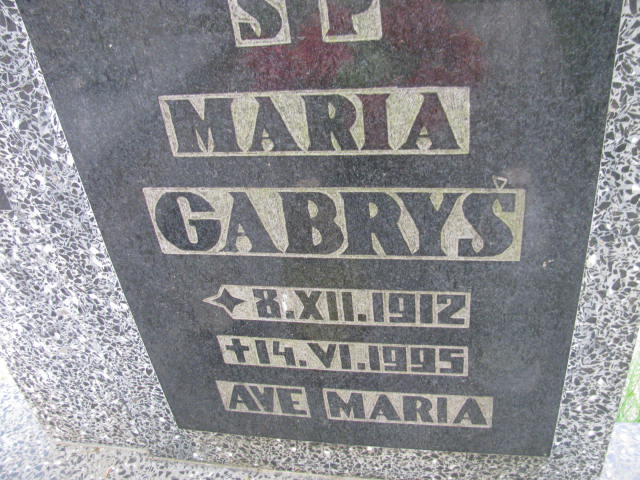 S P
MARIA
GABRYŚ
8.XII.1912
+14.VI.1995
AVE MARIA